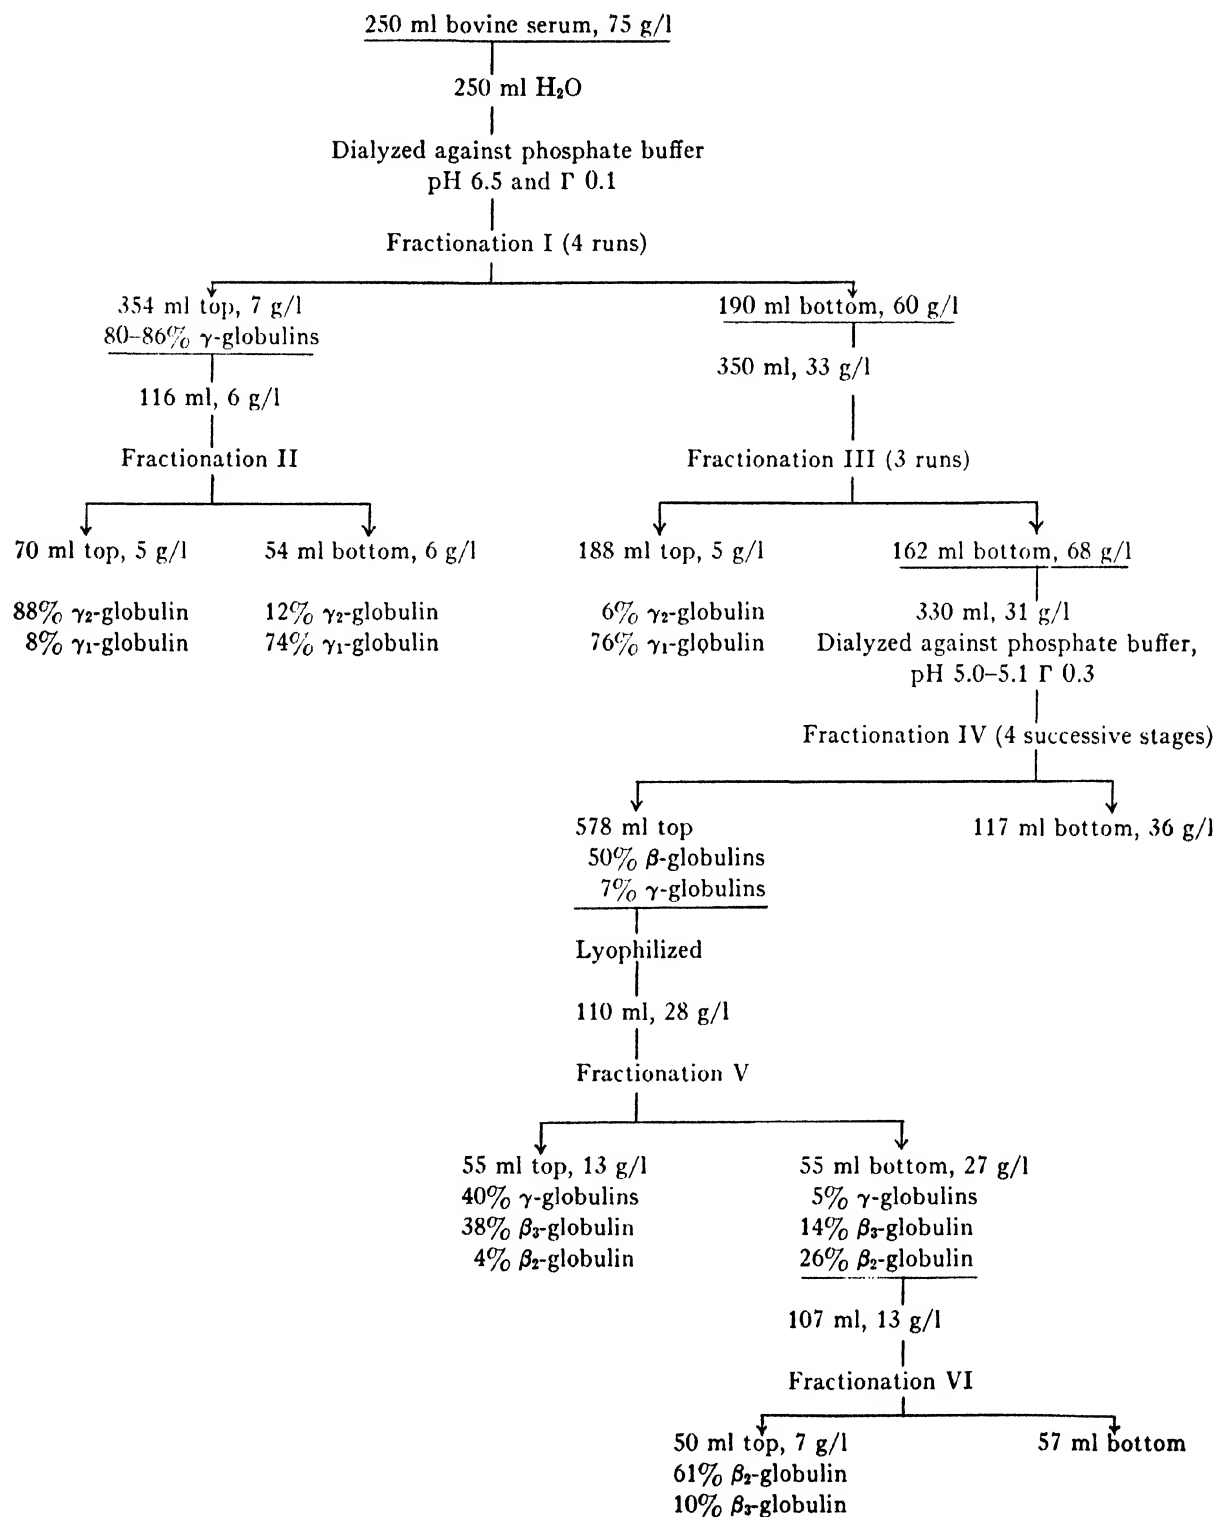 250 ml bovine serum, 75 g/l
250 ml H₂O
Dialyzed against phosphate buffer
pH 6.5 and Γ 0.1
Fractionation I (4 runs)
354 ml top, 7 g/l
80–86% γ-globulins
190 ml bottom, 60 g/l
116 ml, 6 g/l
350 ml, 33 g/l
Fractionation II
Fractionation III (3 runs)
70 ml top, 5 g/l
88% γ₂-globulin
8% γ₁-globulin
54 ml bottom, 6 g/l
12% γ₂-globulin
74% γ₁-globulin
188 ml top, 5 g/l
6% γ₂-globulin
76% γ₁-globulin
162 ml bottom, 68 g/l
330 ml, 31 g/l
Dialyzed against phosphate buffer,
pH 5.0–5.1 Γ 0.3
Fractionation IV (4 successive stages)
578 ml top
50% β-globulins
7% γ-globulins
117 ml bottom, 36 g/l
Lyophilized
110 ml, 28 g/l
Fractionation V
55 ml top, 13 g/l
40% γ-globulins
38% β₃-globulin
4% β₂-globulin
55 ml bottom, 27 g/l
5% γ-globulins
14% β₃-globulin
26% β₂-globulin
107 ml, 13 g/l
Fractionation VI
50 ml top, 7 g/l
61% β₂-globulin
10% β₃-globulin
57 ml bottom